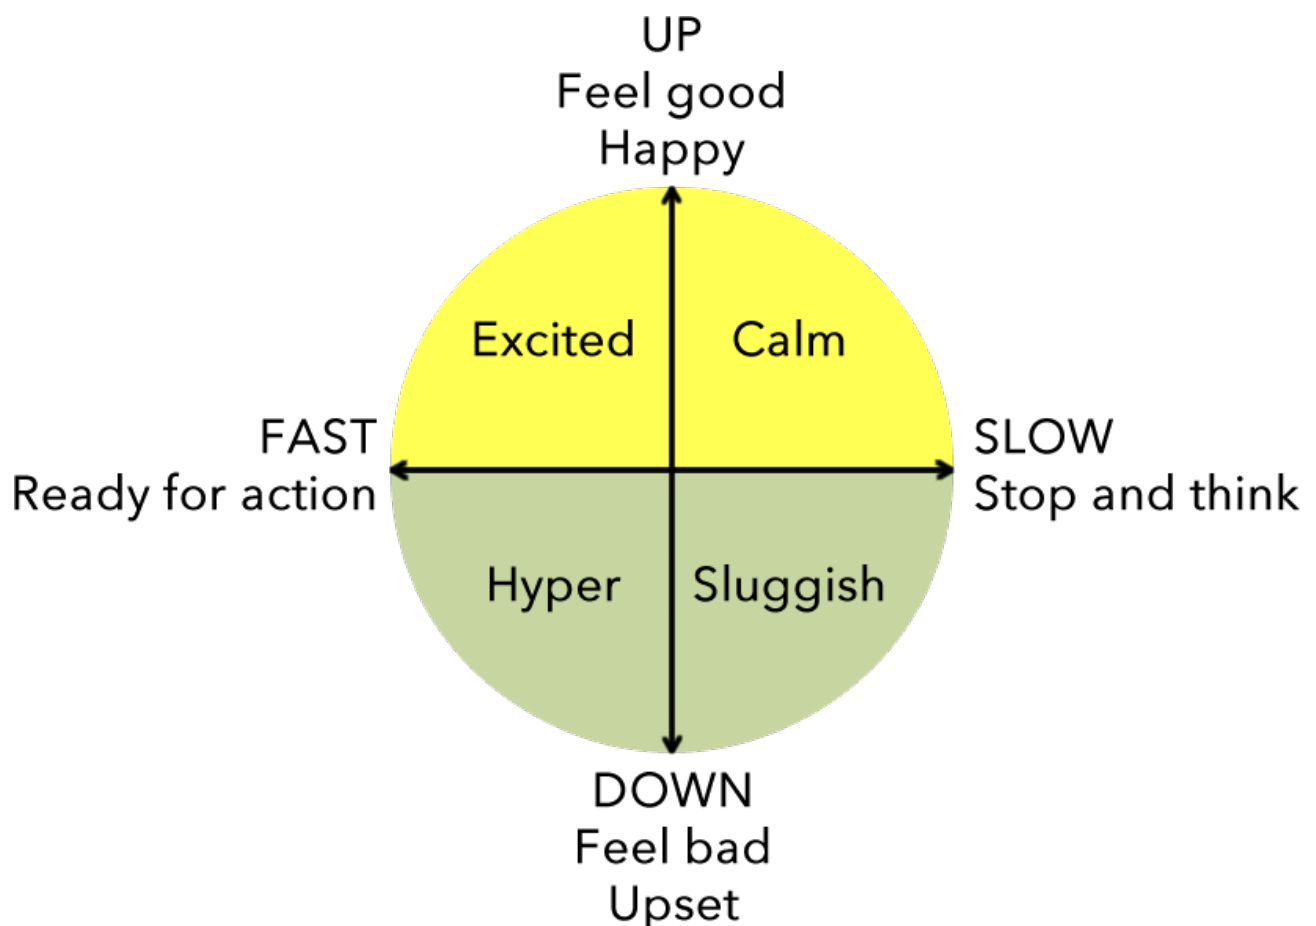 UP
Feel good
Happy
Excited
Calm
FAST
Ready for action
SLOW
Stop and think
Hyper
Sluggish
DOWN
Feel bad
Upset